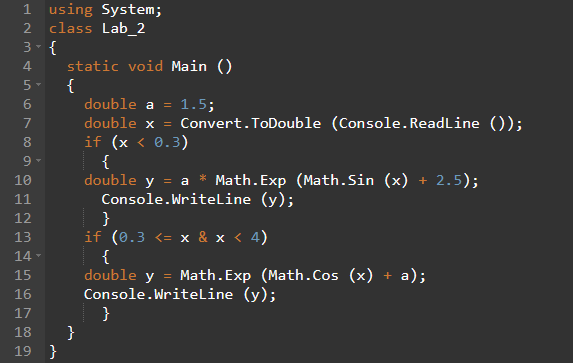 1 using System;
2 class Lab_2
3 {
4 static void Main ()
5 {
6 double a = 1.5;
7 double x = Convert.ToDouble (Console.ReadLine ());
8 if (x < 0.3)
9 {
10 double y = a * Math.Exp (Math.Sin (x) + 2.5);
11 Console.WriteLine (y);
12 }
13 if (0.3 <= x & x < 4)
14 {
15 double y = Math.Exp (Math.Cos (x) + a);
16 Console.WriteLine (y);
17 }
18 }
19 }